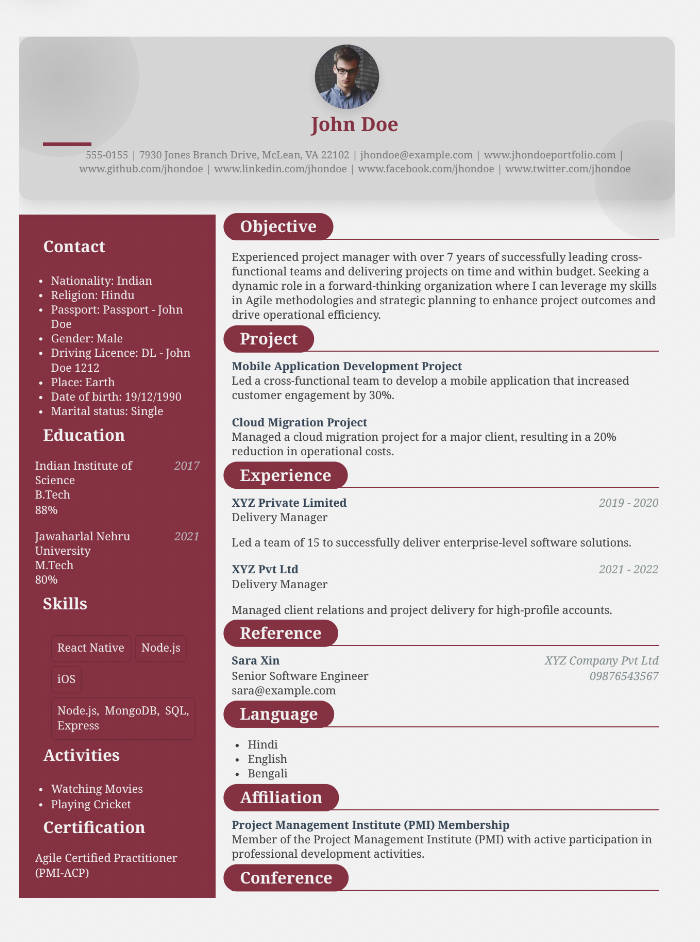 John Doe
555-0155 | 7930 Jones Branch Drive, McLean, VA 22102 | jhondoe@example.com | www.jhondoeportfolio.com |
www.github.com/jhondoe | www.linkedin.com/jhondoe | www.facebook.com/jhondoe | www.twitter.com/jhondoe
Contact
• Nationality: Indian
• Religion: Hindu
• Passport: Passport - John
Doe
• Gender: Male
• Driving Licence: DL - John
Doe 1212
• Place: Earth
• Date of birth: 19/12/1990
• Marital status: Single
Education
Indian Institute of 2017
Science
B.Tech
88%
Jawaharlal Nehru 2021
University
M.Tech
80%
Skills
React Native Node.js
iOS
Node.js, MongoDB, SQL,
Express
Activities
• Watching Movies
• Playing Cricket
Certification
Agile Certified Practitioner
(PMI-ACP)
Objective
Experienced project manager with over 7 years of successfully leading cross-
functional teams and delivering projects on time and within budget. Seeking a
dynamic role in a forward-thinking organization where I can leverage my skills
in Agile methodologies and strategic planning to enhance project outcomes and
drive operational efficiency.
Project
Mobile Application Development Project
Led a cross-functional team to develop a mobile application that increased
customer engagement by 30%.
Cloud Migration Project
Managed a cloud migration project for a major client, resulting in a 20%
reduction in operational costs.
Experience
XYZ Private Limited 2019 - 2020
Delivery Manager
Led a team of 15 to successfully deliver enterprise-level software solutions.
XYZ Pvt Ltd 2021 - 2022
Delivery Manager
Managed client relations and project delivery for high-profile accounts.
Reference
Sara Xin XYZ Company Pvt Ltd
Senior Software Engineer 09876543567
sara@example.com
Language
• Hindi
• English
• Bengali
Affiliation
Project Management Institute (PMI) Membership
Member of the Project Management Institute (PMI) with active participation in
professional development activities.
Conference